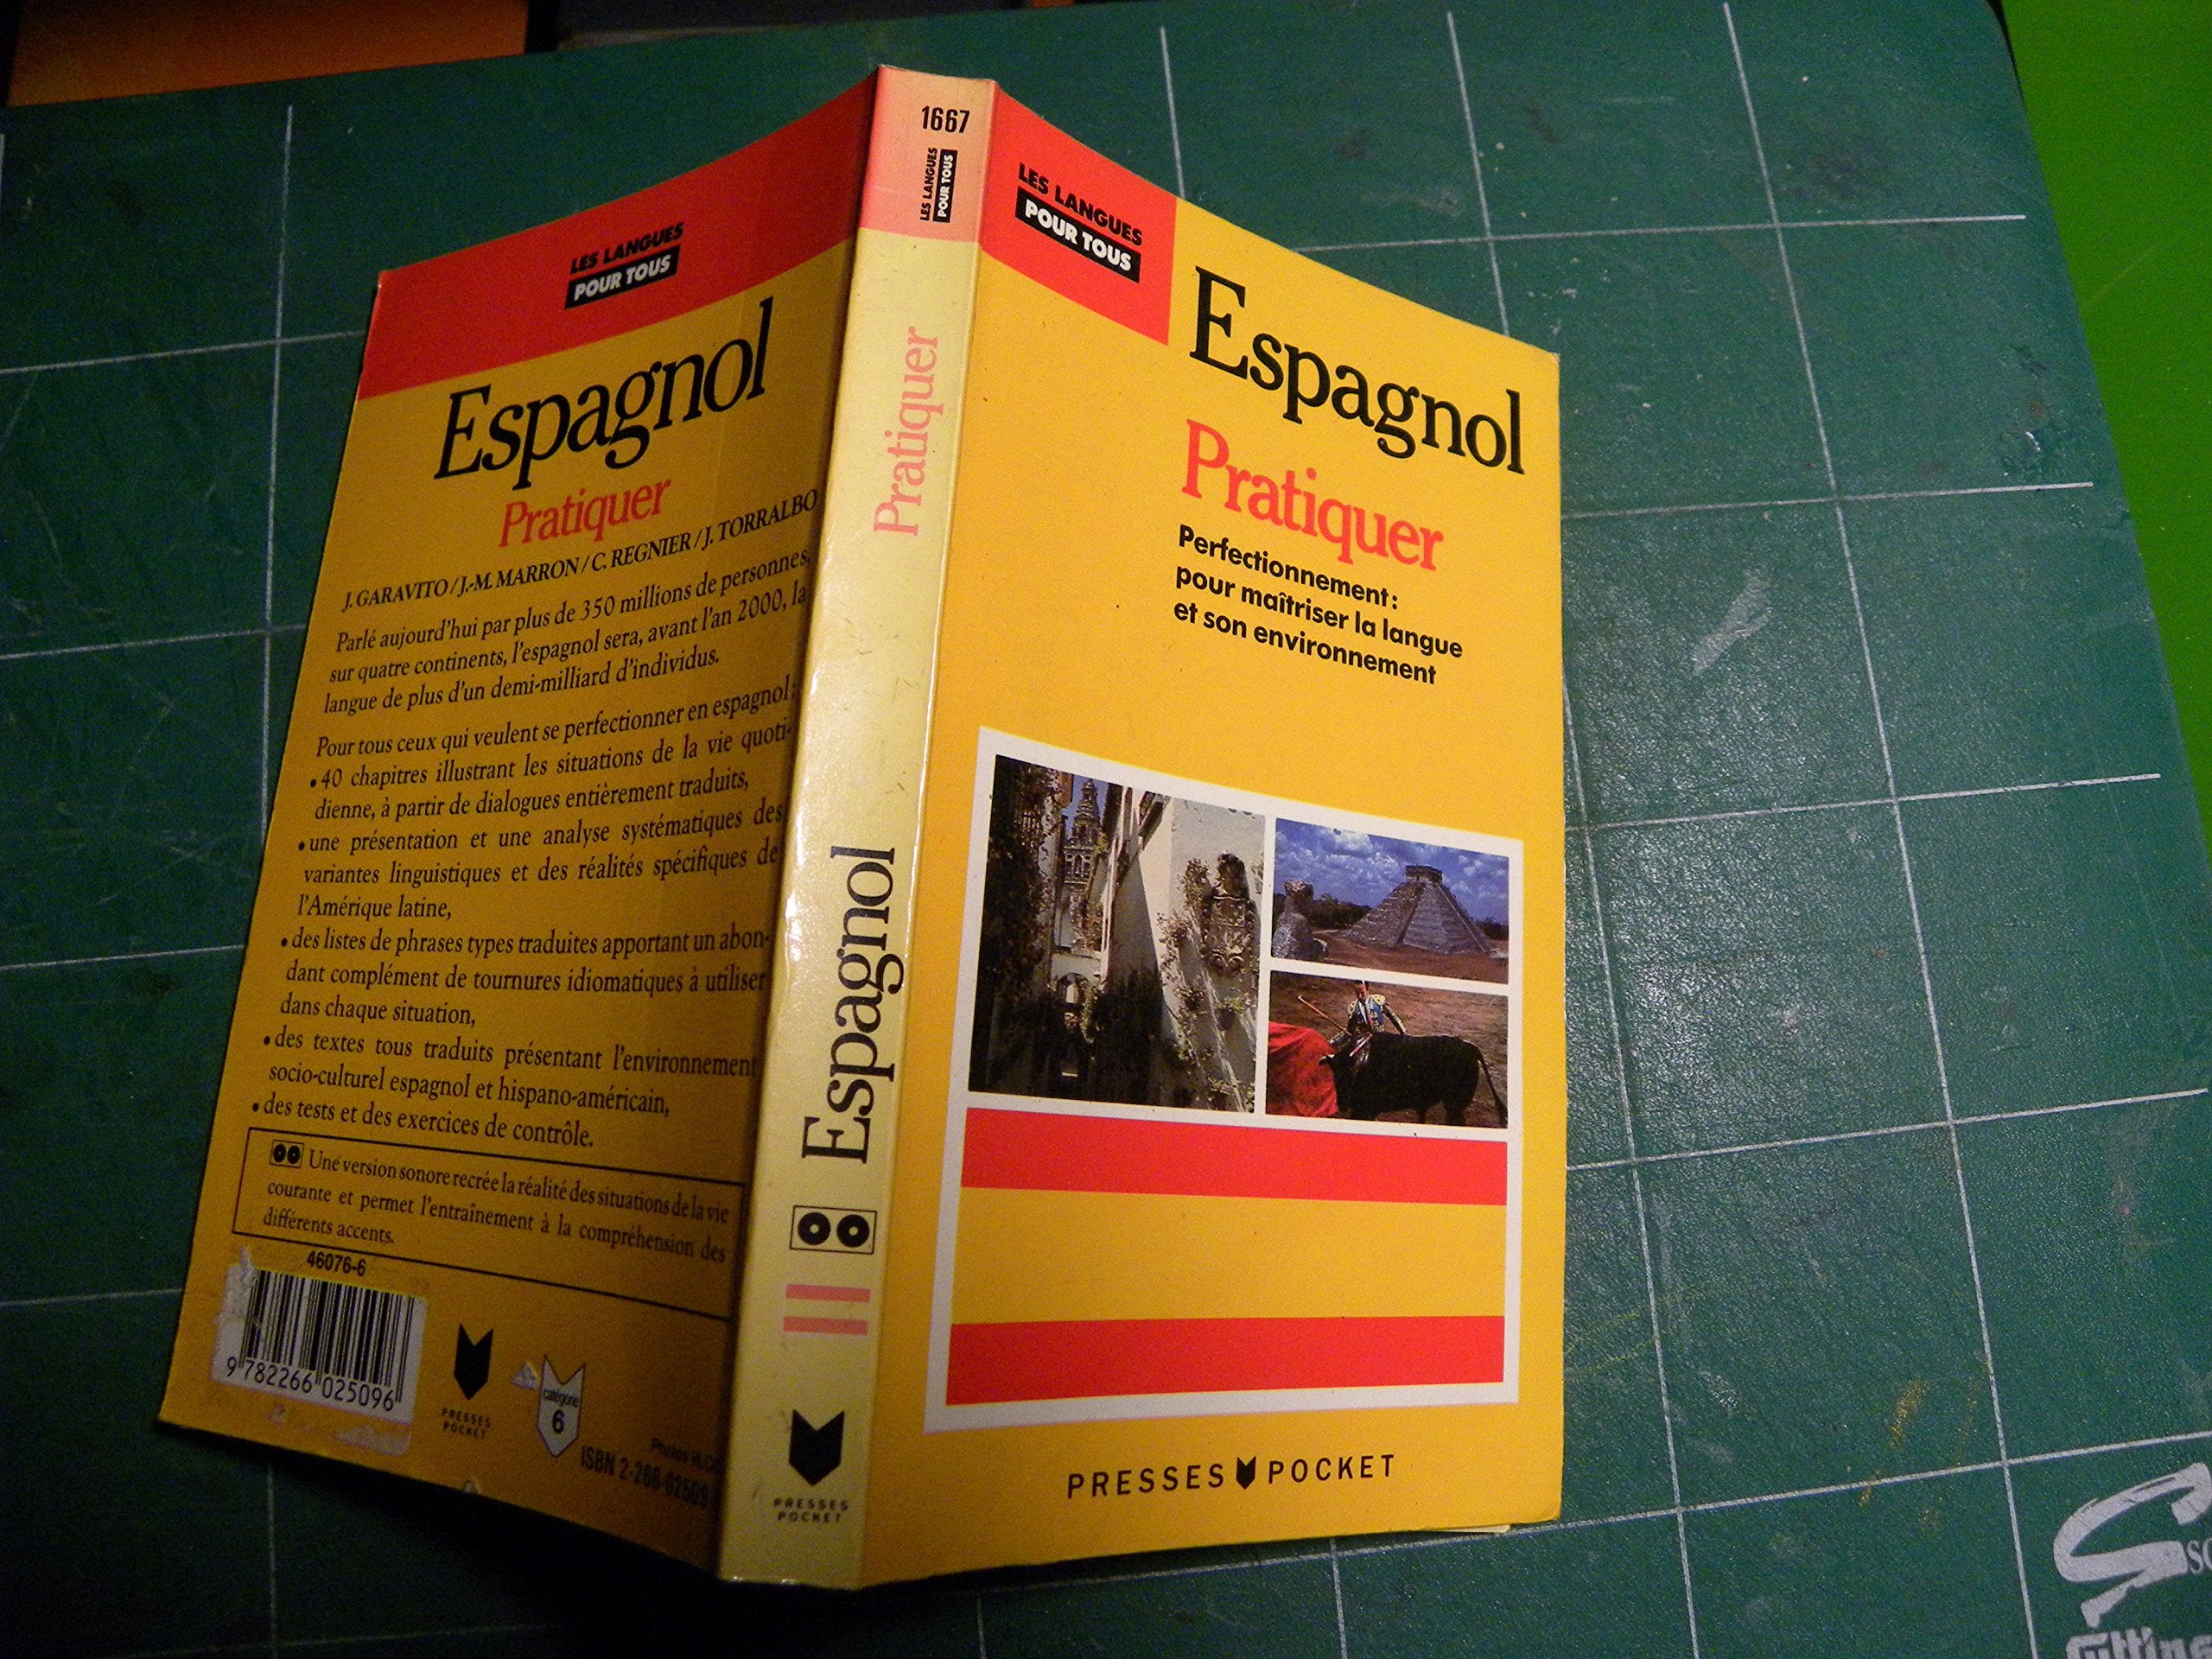 LES LANGUES
POUR TOUS
Espagnol
Pratiquer
J. GARAVITO / J.-M. MARRON / C. REGNIER / J. TORRALBO
Parlé aujourd'hui par plus de 350 millions de personnes,
sur quatre continents, l'espagnol sera, avant l'an 2000, la
langue de plus d'un demi-milliard d'individus.
Pour tous ceux qui veulent se perfectionner en espagnol :
• 40 chapitres illustrant les situations de la vie quoti-
dienne, à partir de dialogues entièrement traduits,
• une présentation et une analyse systématiques des
variantes linguistiques et des réalités spécifiques de
l'Amérique latine,
• des listes de phrases types traduites apportant un abon-
dant complément de tournures idiomatiques à utiliser
dans chaque situation,
• des textes tous traduits présentant l'environnement
socio-culturel espagnol et hispano-américain,
• des tests et des exercices de contrôle.
Une version sonore recrée la réalité des situations de la vie
courante et permet l'entraînement à la compréhension des
différents accents.
46076-6
9 782266 025096
PRESSES
POCKET
catégorie
6
Photos
ISBN 2-266-02509
1667
LES LANGUES
POUR TOUS
Pratiquer
Espagnol
PRESSES
POCKET
LES LANGUES
POUR TOUS
Espagnol
Pratiquer
Perfectionnement :
pour maîtriser la langue
et son environnement
PRESSES POCKET